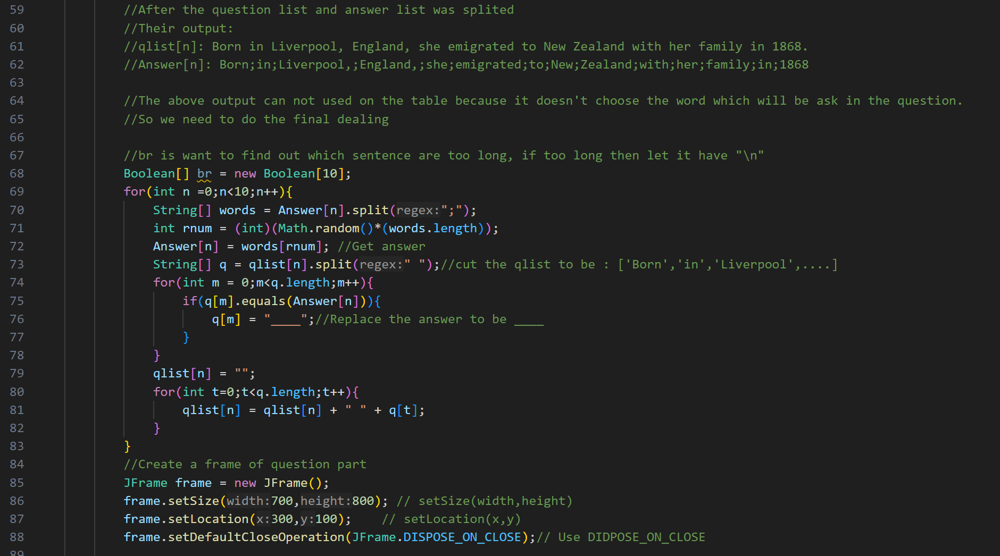 59 //After the question list and answer list was splited
60 //Their output:
61 //qlist[n]: Born in Liverpool, England, she emigrated to New Zealand with her family in 1868.
62 //Answer[n]: Born;in;Liverpool,;England,;she;emigrated;to;New;Zealand;with;her;family;in;1868
63
64 //The above output can not used on the table because it doesn't choose the word which will be ask in the question.
65 //So we need to do the final dealing
66
67 //br is want to find out which sentence are too long, if too long then let it have "\n"
68 Boolean[] br = new Boolean[10];
69 for(int n =0;n<10;n++){
70 String[] words = Answer[n].split(regex:";");
71 int rnum = (int)(Math.random()*(words.length));
72 Answer[n] = words[rnum]; //Get answer
73 String[] q = qlist[n].split(regex:" ");//cut the qlist to be : ['Born','in','Liverpool',....]
74 for(int m = 0;m<q.length;m++){
75 if(q[m].equals(Answer[n])){
76 q[m] = "____";//Replace the answer to be ____
77 }
78 }
79 qlist[n] = "";
80 for(int t=0;t<q.length;t++){
81 qlist[n] = qlist[n] + " " + q[t];
82 }
83 }
84 //Create a frame of question part
85 JFrame frame = new JFrame();
86 frame.setSize(width:700,height:800); // setSize(width,height)
87 frame.setLocation(x:300,y:100); // setLocation(x,y)
88 frame.setDefaultCloseOperation(JFrame.DISPOSE_ON_CLOSE);// Use DIDPOSE_ON_CLOSE
89